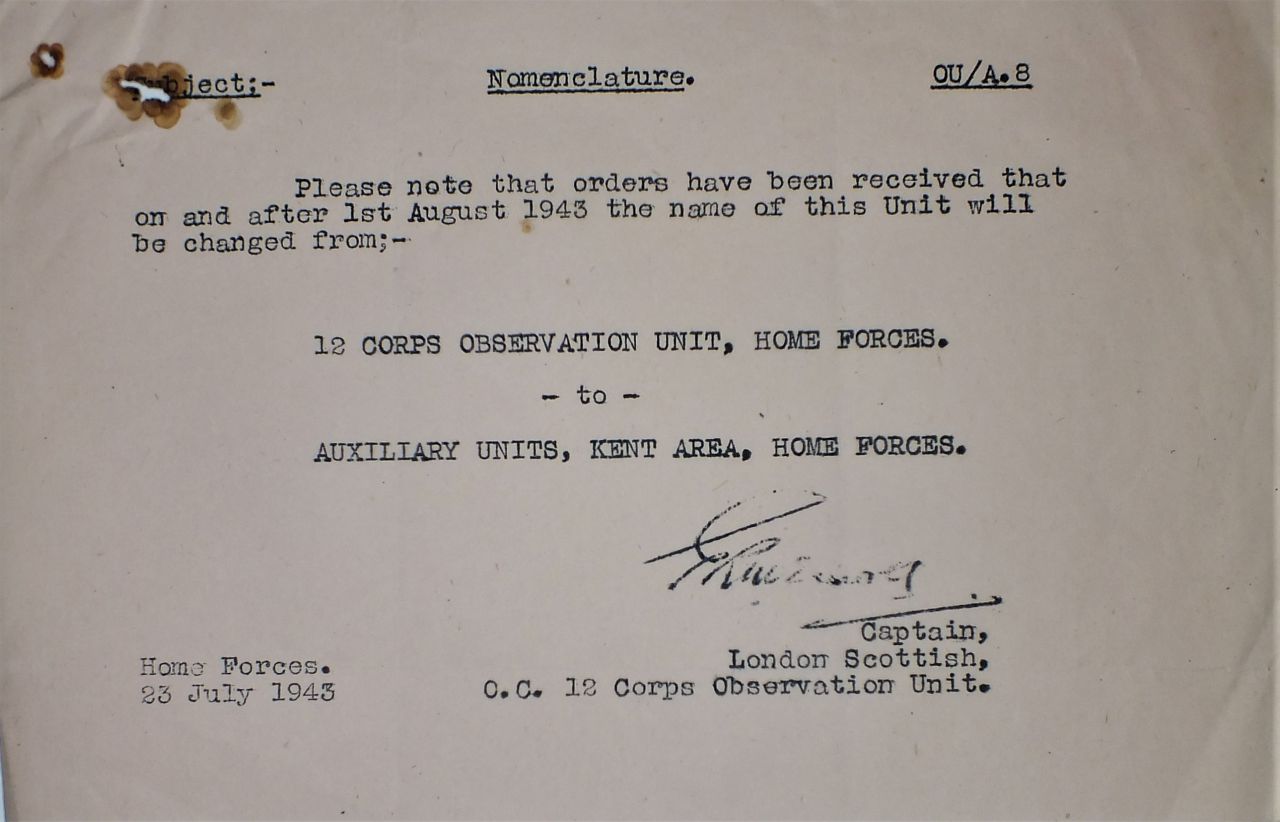 Subject;- Nomenclature. OU/A.8
Please note that orders have been received that
on and after 1st August 1943 the name of this Unit will
be changed from;-
12 CORPS OBSERVATION UNIT, HOME FORCES.
- to -
AUXILIARY UNITS, KENT AREA, HOME FORCES.
Captain,
London Scottish,
O.C. 12 Corps Observation Unit.
Home Forces.
23 July 1943